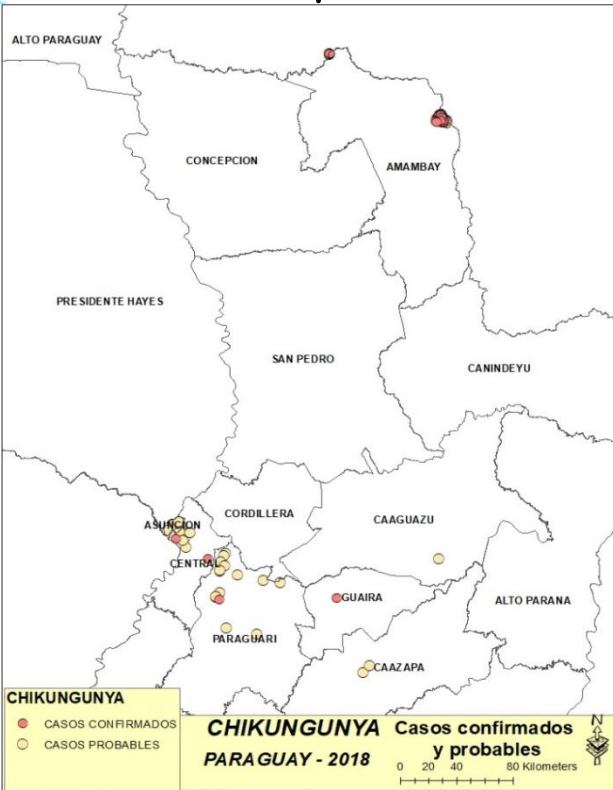 ALTO PARAGUAY
CONCEPCION
AMAMBAY
PRESIDENTE HAYES
SAN PEDRO
CANINDEYU
CORDILLERA
ASUNCION
CAAGUAZU
CENTRAL
GUAIRA
ALTO PARANA
PARAGUARI
CAAZAPA
CHIKUNGUNYA
CASOS CONFIRMADOS
CASOS PROBABLES
CHIKUNGUNYA
PARAGUAY - 2018
Casos confirmados
y probables
N
0 20 40 80 Kilometers